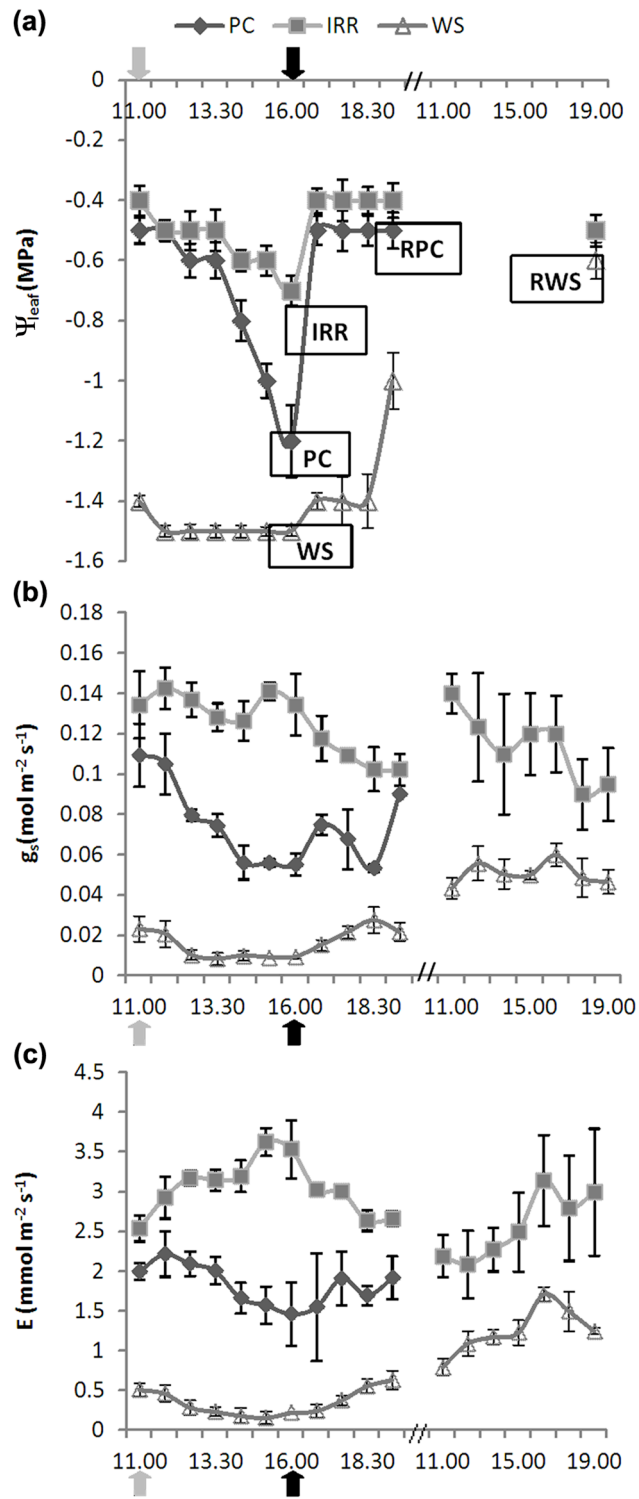 (a)
PC IRR WS
0
11.00 13.30 16.00 18.30 // 11.00 15.00 19.00
-0.2
-0.4
-0.6
-0.8
-1
-1.2
-1.4
-1.6
Ψleaf (MPa)
RPC
RWS
IRR
PC
WS
(b)
0.18
0.16
0.14
0.12
0.1
0.08
0.06
0.04
0.02
0
gs (mol m⁻² s⁻¹)
//
11.00 13.30 16.00 18.30 11.00 15.00 19.00
(c)
4.5
4
3.5
3
2.5
2
1.5
1
0.5
0
E (mmol m⁻² s⁻¹)
//
11.00 13.30 16.00 18.30 11.00 15.00 19.00